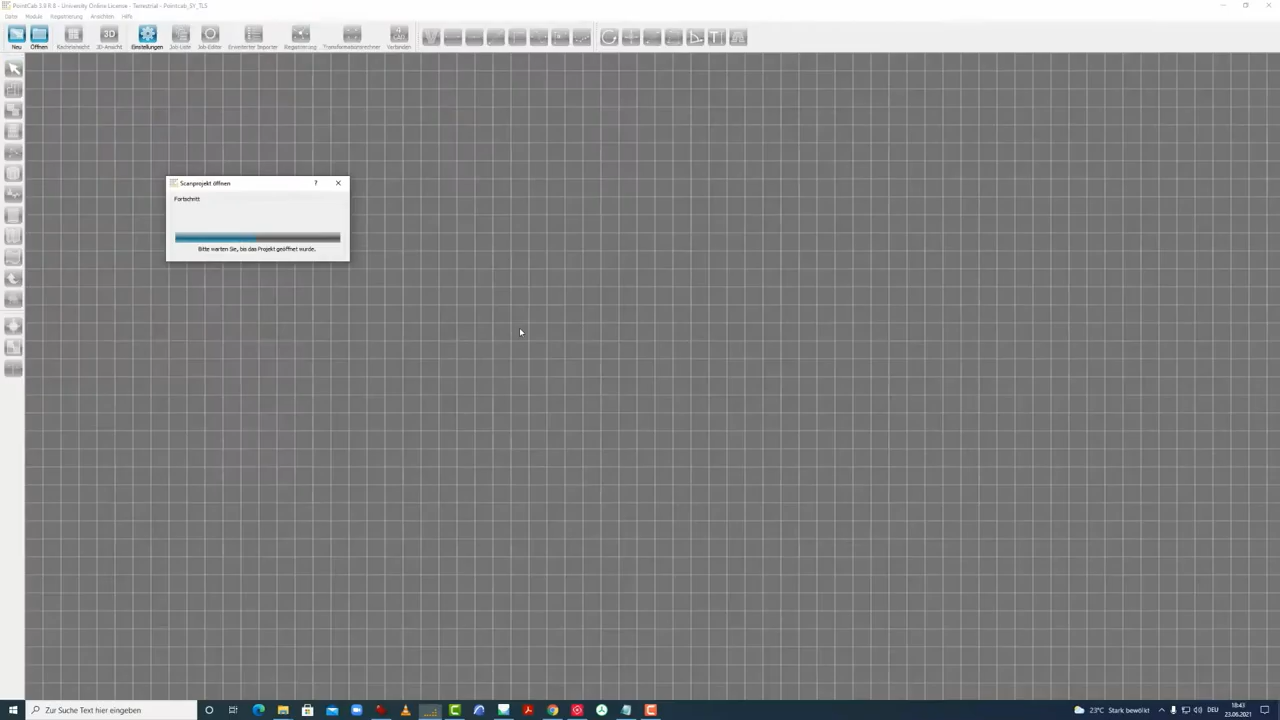 PointCab 3.9 R 8 - University Online License - Terrestrial - Pointcab_SY_TLS
Datei Module Registrierung Ansichten Hilfe
3D
Neu Öffnen Rechenansicht 3D-Ansicht Einstellungen Job-Liste Job-Editor Erweiterter Importer Registrierung Transformationsrechner Verbinden
Scanprojekt öffnen ?
Fortschritt
Bitte warten Sie, bis das Projekt geöffnet wurde.
Zur Suche Text hier eingeben
23°C Stark bewölkt DEU 18:43
23.06.2021